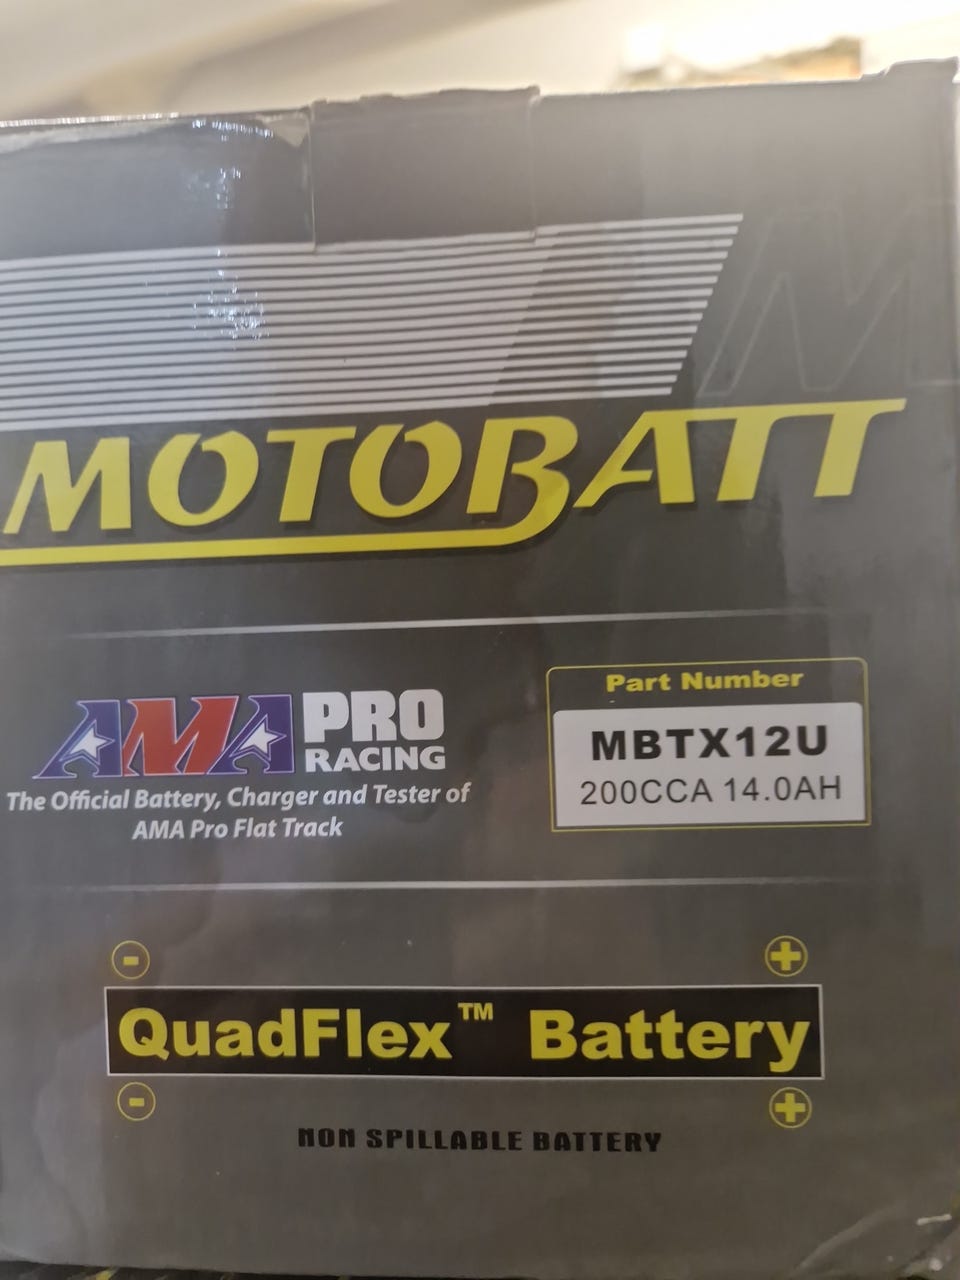 MOTOBATT
AMA PRO
RACING
The Official Battery, Charger and Tester of
AMA Pro Flat Track
Part Number
MBTX12U
200CCA 14.0AH
- +
QuadFlex™ Battery
- +
NON SPILLABLE BATTERY